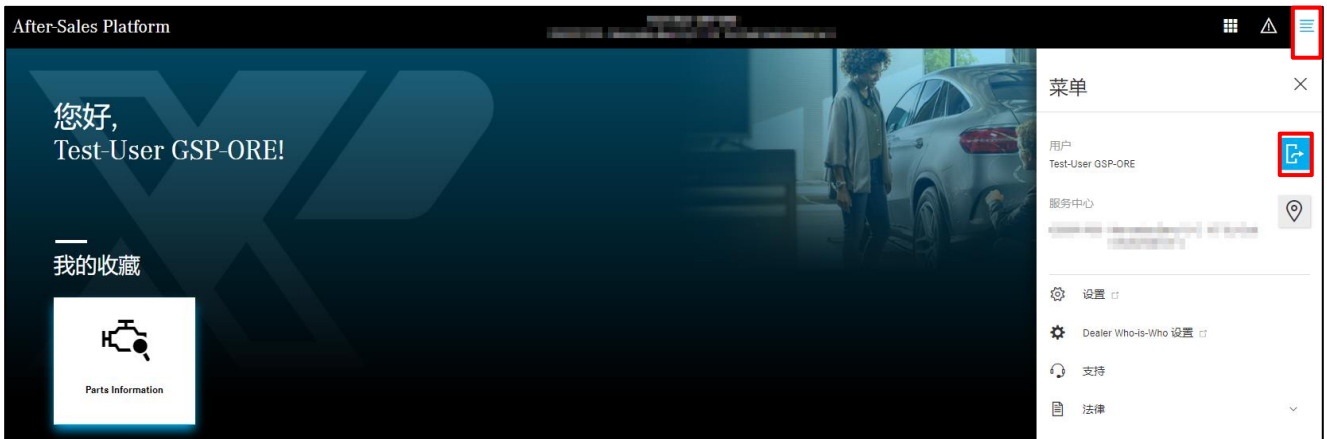 After-Sales Platform
您好,
Test-User GSP-ORE!
我的收藏
Parts Information
菜单
用户
Test-User GSP-ORE
服务中心
设置
Dealer Who-is-Who 设置
支持
法律